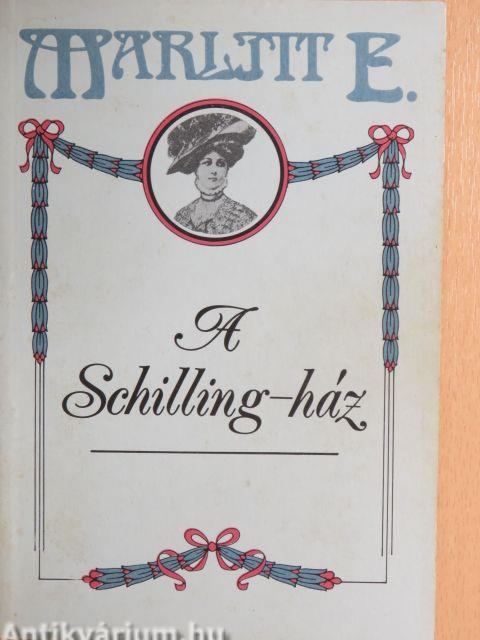 MARLITT E.
A
Schilling-ház
Antikvárium.hu